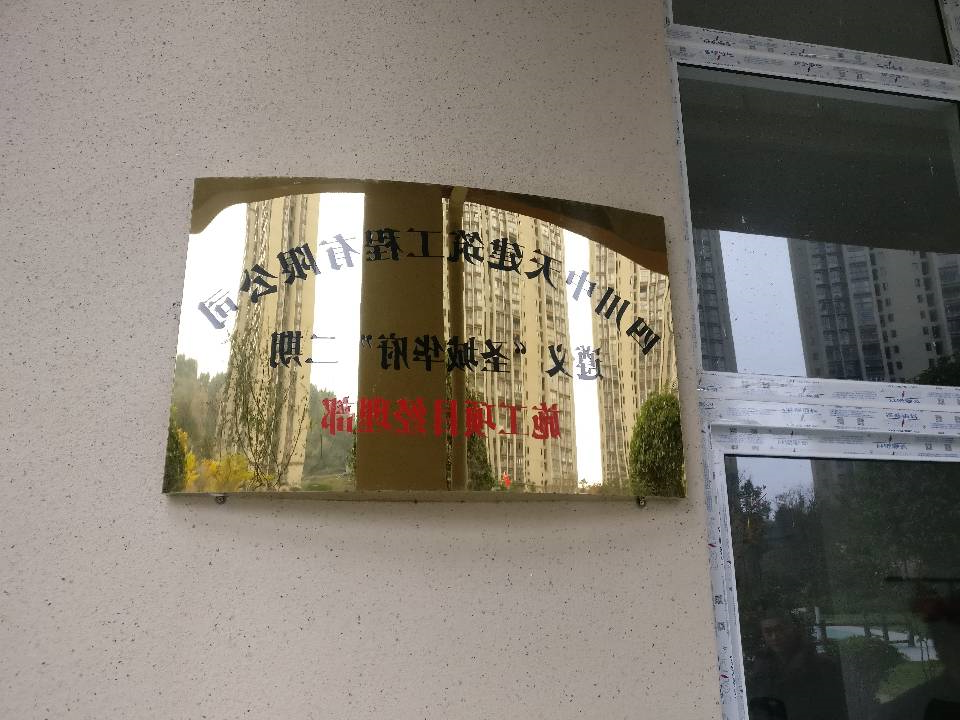 四川中天建筑工程有限公司
遵义“圣城华府”二期
施工项目经理部